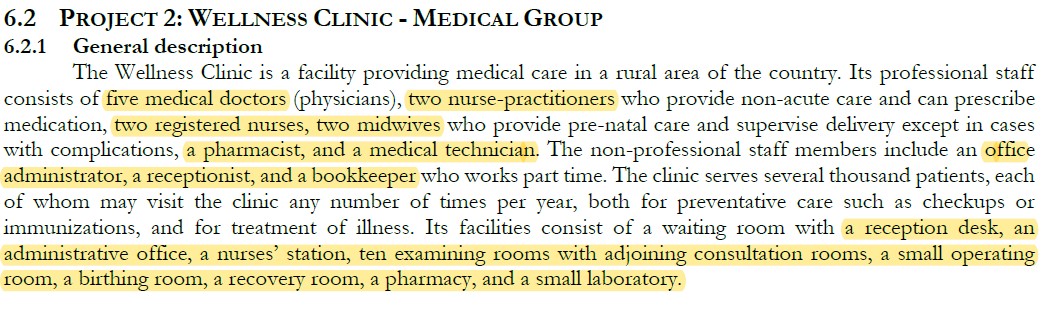 6.2 PROJECT 2: WELLNESS CLINIC - MEDICAL GROUP
6.2.1 General description
The Wellness Clinic is a facility providing medical care in a rural area of the country. Its professional staff
consists of five medical doctors (physicians), two nurse-practitioners who provide non-acute care and can prescribe
medication, two registered nurses, two midwives who provide pre-natal care and supervise delivery except in cases
with complications, a pharmacist, and a medical technician. The non-professional staff members include an office
administrator, a receptionist, and a bookkeeper who works part time. The clinic serves several thousand patients, each
of whom may visit the clinic any number of times per year, both for preventative care such as checkups or
immunizations, and for treatment of illness. Its facilities consist of a waiting room with a reception desk, an
administrative office, a nurses’ station, ten examining rooms with adjoining consultation rooms, a small operating
room, a birthing room, a recovery room, a pharmacy, and a small laboratory.